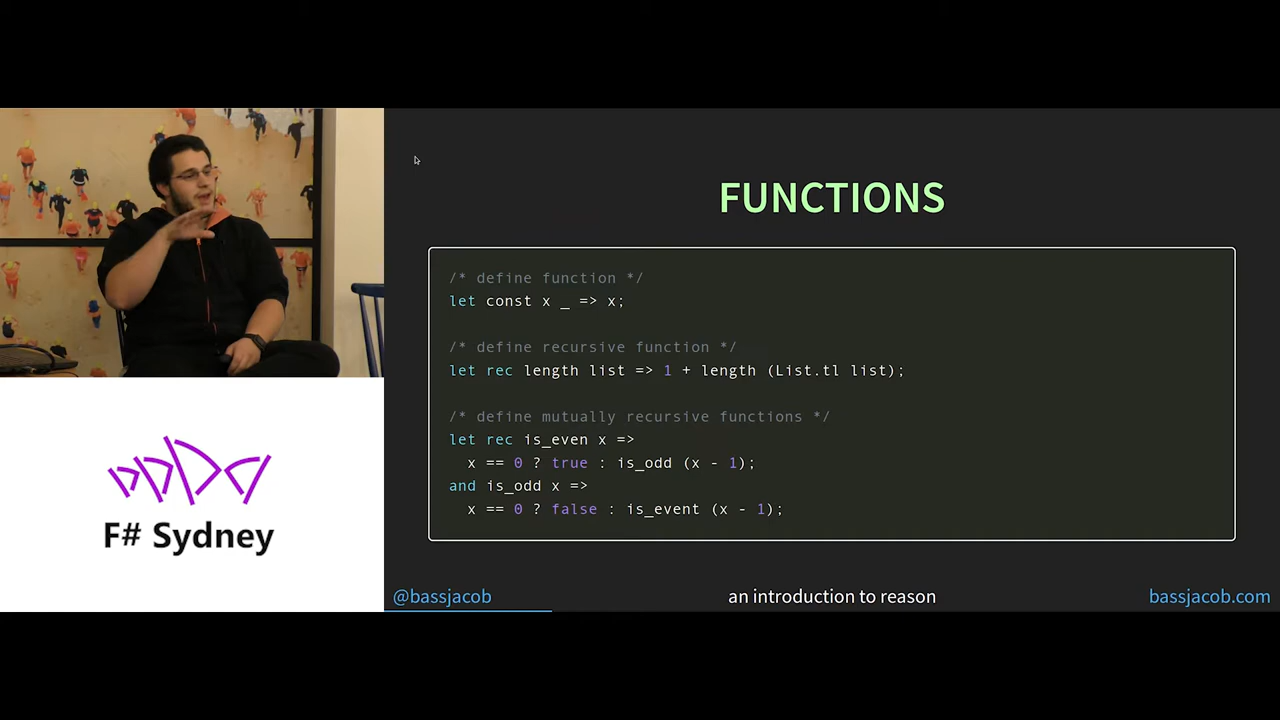 FUNCTIONS
/* define function */
let const x _ => x;
/* define recursive function */
let rec length list => 1 + length (List.tl list);
/* define mutually recursive functions */
let rec is_even x =>
x == 0 ? true : is_odd (x - 1);
and is_odd x =>
x == 0 ? false : is_event (x - 1);
F# Sydney
@bassjacob
an introduction to reason
bassjacob.com